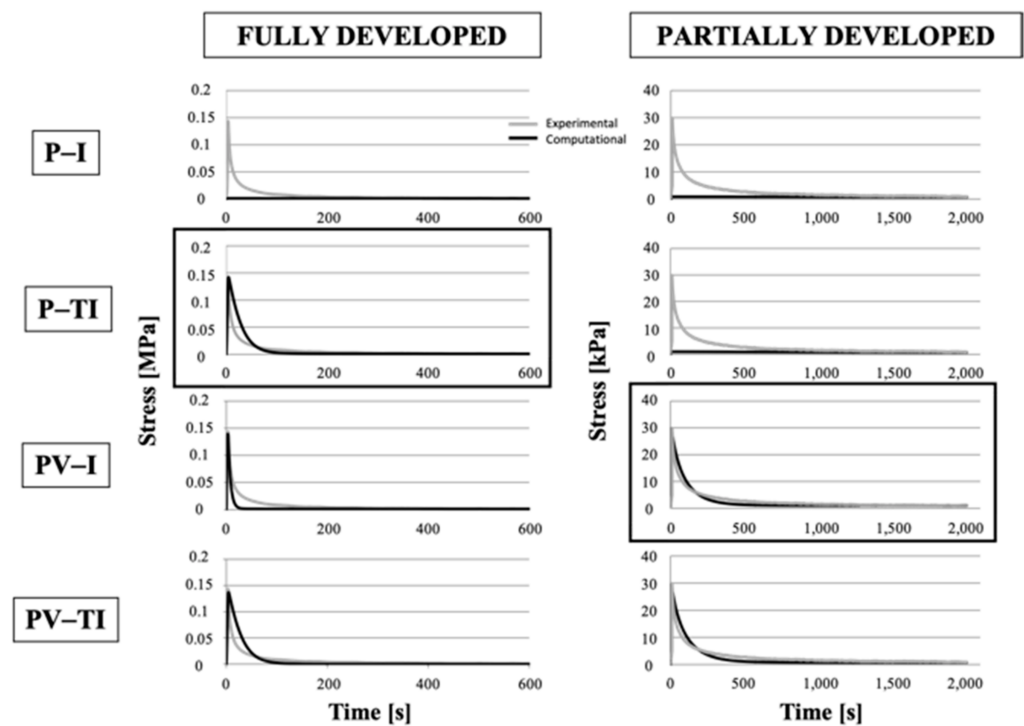 FULLY DEVELOPED
PARTIALLY DEVELOPED
P–I
0.2
0.15
0.1
0.05
0
0 200 400 600
Experimental
Computational
40
30
20
10
0
0 500 1,000 1,500 2,000
P–TI
0.2
0.15
0.1
0.05
0
0 200 400 600
40
30
20
10
0
0 500 1,000 1,500 2,000
Stress [MPa]
Stress [kPa]
PV–I
0.2
0.15
0.1
0.05
0
0 200 400 600
40
30
20
10
0
0 500 1,000 1,500 2,000
PV–TI
0.2
0.15
0.1
0.05
0
0 200 400 600
40
30
20
10
0
0 500 1,000 1,500 2,000
Time [s]
Time [s]